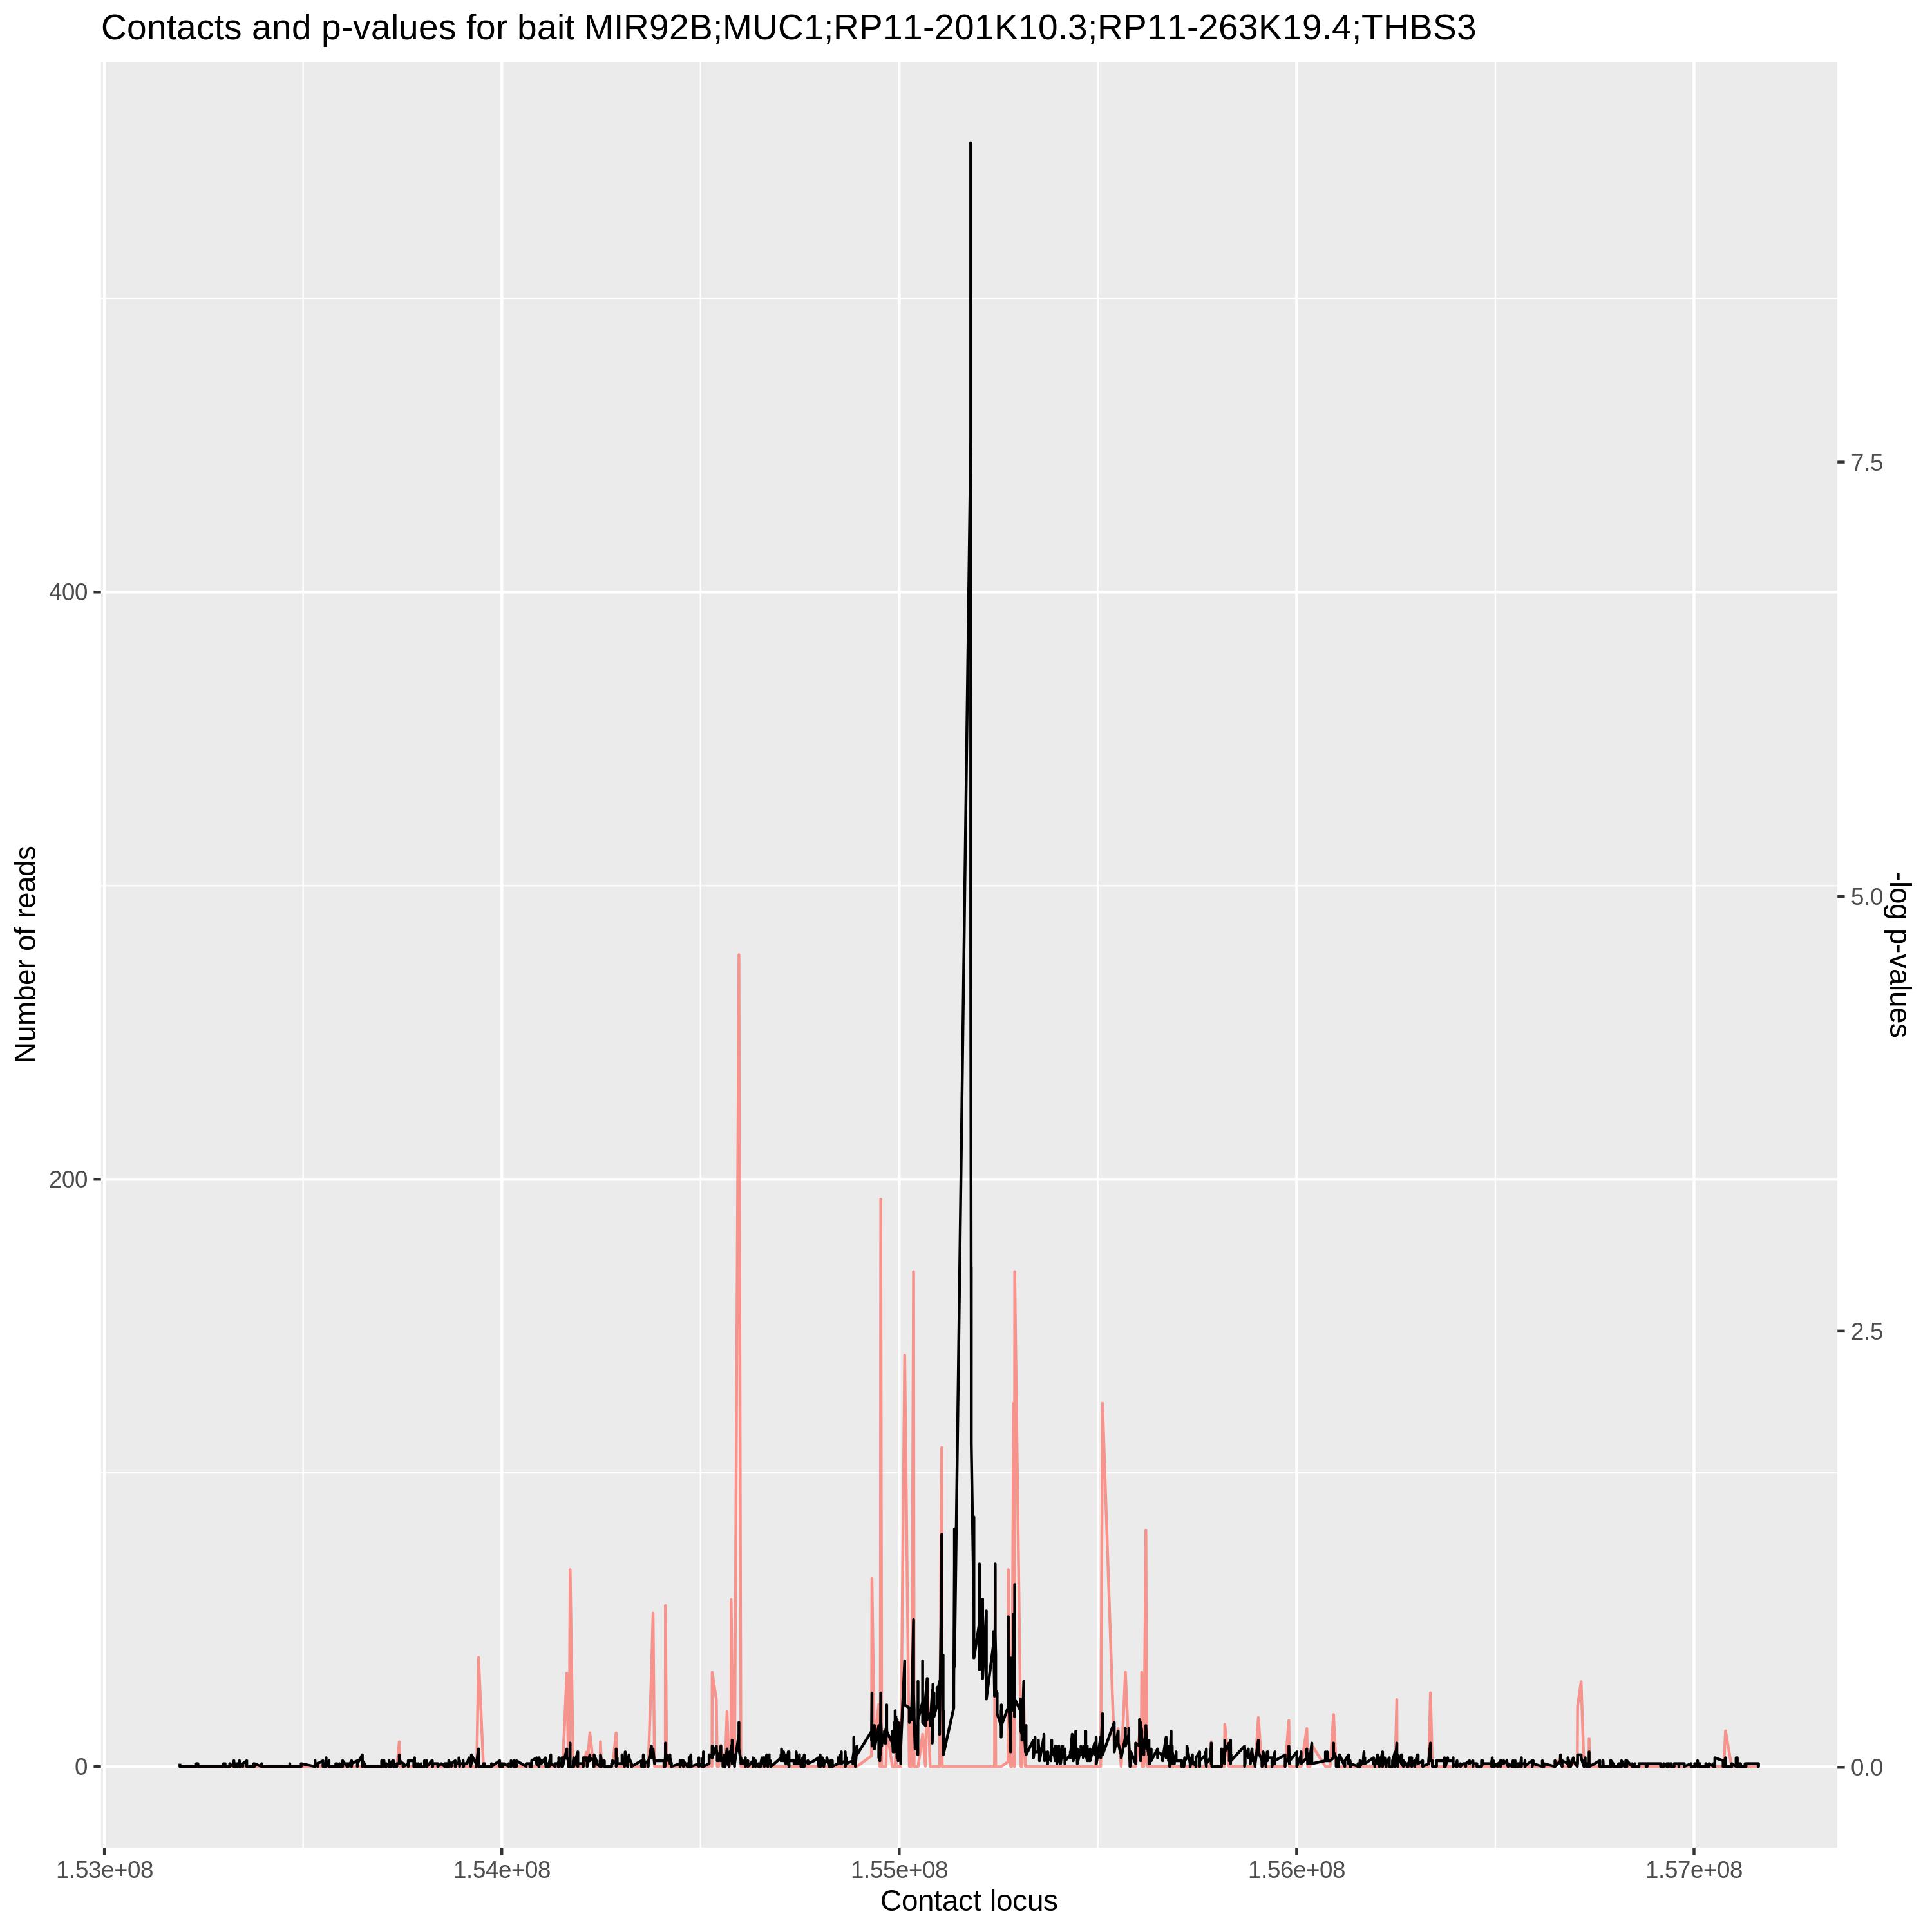 Contacts and p-values for bait MIR92B;MUC1;RP11-201K10.3;RP11-263K19.4;THBS3
Number of reads
400
200
0
7.5
5.0
2.5
0.0
-log p-values
1.53e+08
1.54e+08
1.55e+08
1.56e+08
1.57e+08
Contact locus